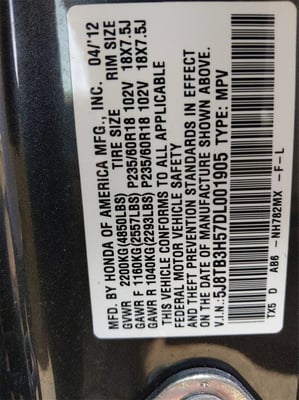 MFD. BY HONDA OF AMERICA MFG., INC. 04/12
TIRE SIZE RIM SIZE
GVWR 2200KG(4850LBS)
GAWR F 1160KG(2557LBS) P235/60R18 102V 18X7.5J
GAWR R 1040KG(2293LBS) P235/60R18 102V 18X7.5J
THIS VEHICLE CONFORMS TO ALL APPLICABLE
FEDERAL MOTOR VEHICLE SAFETY
AND THEFT PREVENTION STANDARDS IN EFFECT
ON THE DATE OF MANUFACTURE SHOWN ABOVE.
V.I.N.: 5J8TB3H57DL001905 TYPE: MPV
TX5 D AB6 -NH782MX -F-L